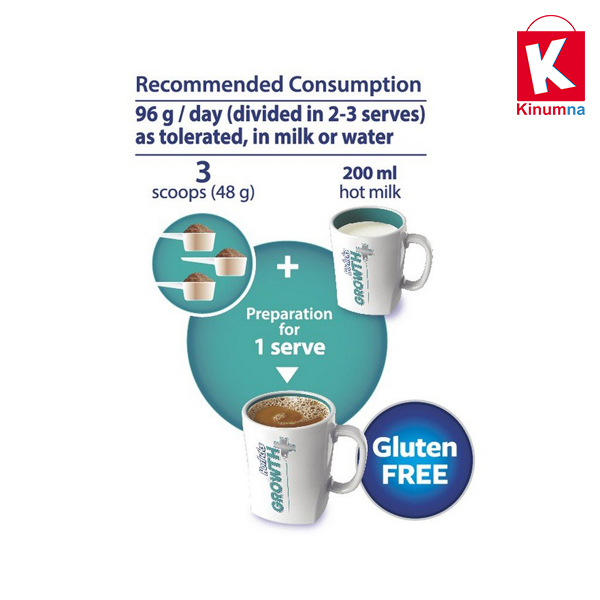 K
Kinumna
Recommended Consumption
96 g / day (divided in 2-3 serves)
as tolerated, in milk or water
3
scoops (48 g)
200 ml
hot milk
GROWTH
+
Preparation
for
1 serve
GROWTH
Gluten
FREE